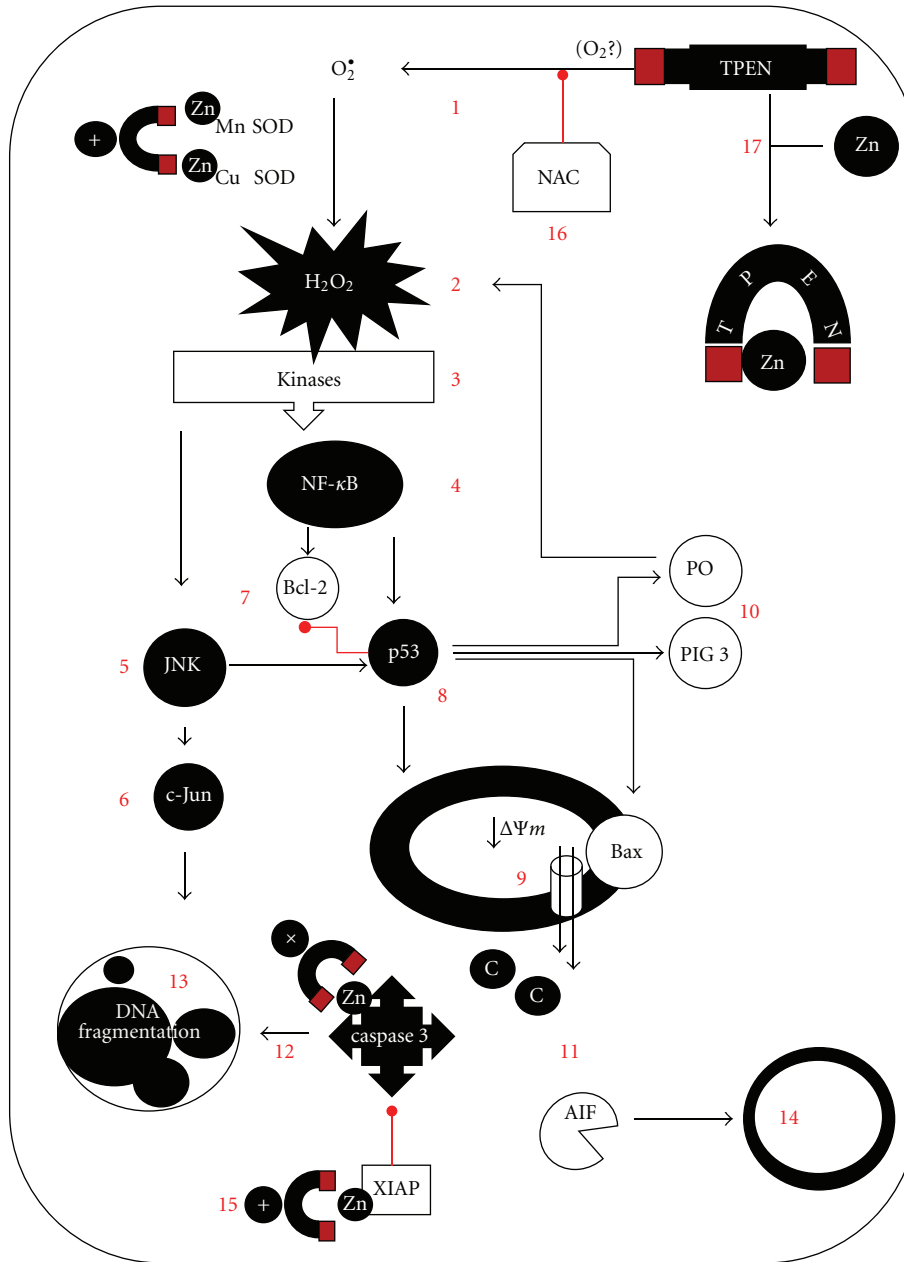 (O₂?)
TPEN
O₂•
1
17
Zn
+
Zn
Mn SOD
Zn
Cu SOD
NAC
16
H₂O₂
2
T P E N
Zn
Kinases
3
NF-κB
4
Bcl-2
7
PO
10
JNK
5
p53
8
PIG 3
c-Jun
6
ΔΨm
Bax
9
×
Zn
C
C
13
DNA
fragmentation
caspase 3
12
11
AIF
14
15
+
Zn
XIAP